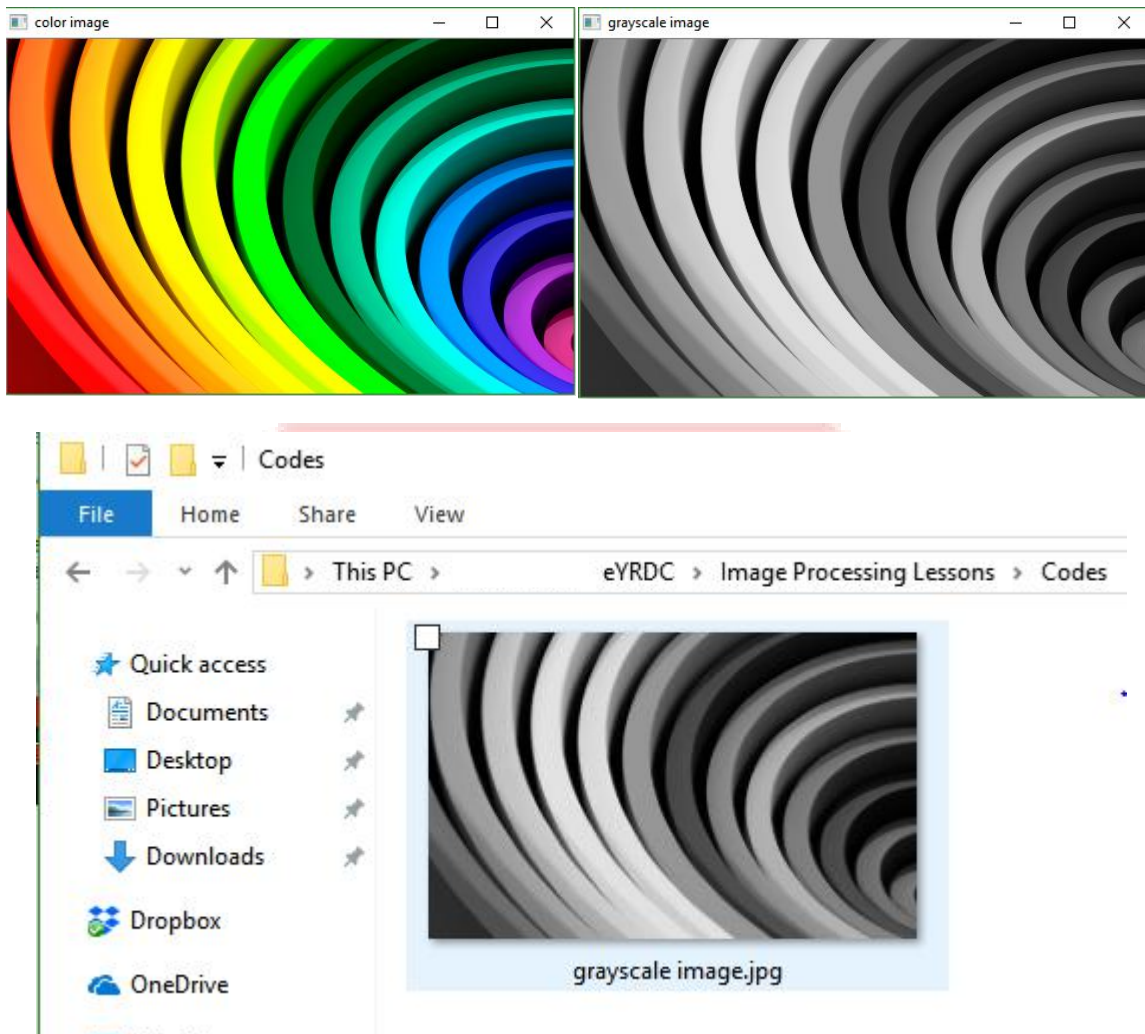 color image
grayscale image
Codes
File Home Share View
This PC > eYRDC > Image Processing Lessons > Codes
Quick access
Documents
Desktop
Pictures
Downloads
Dropbox
OneDrive
grayscale image.jpg